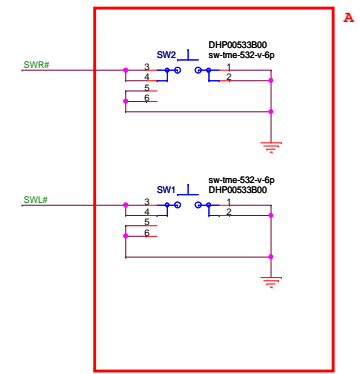 A
DHP00533B00
SW2 sw-tme-532-v-6p
SWR# 3 1
4 2
5
6
sw-tme-532-v-6p
SW1 DHP00533B00
SWL# 3 1
4 2
5
6